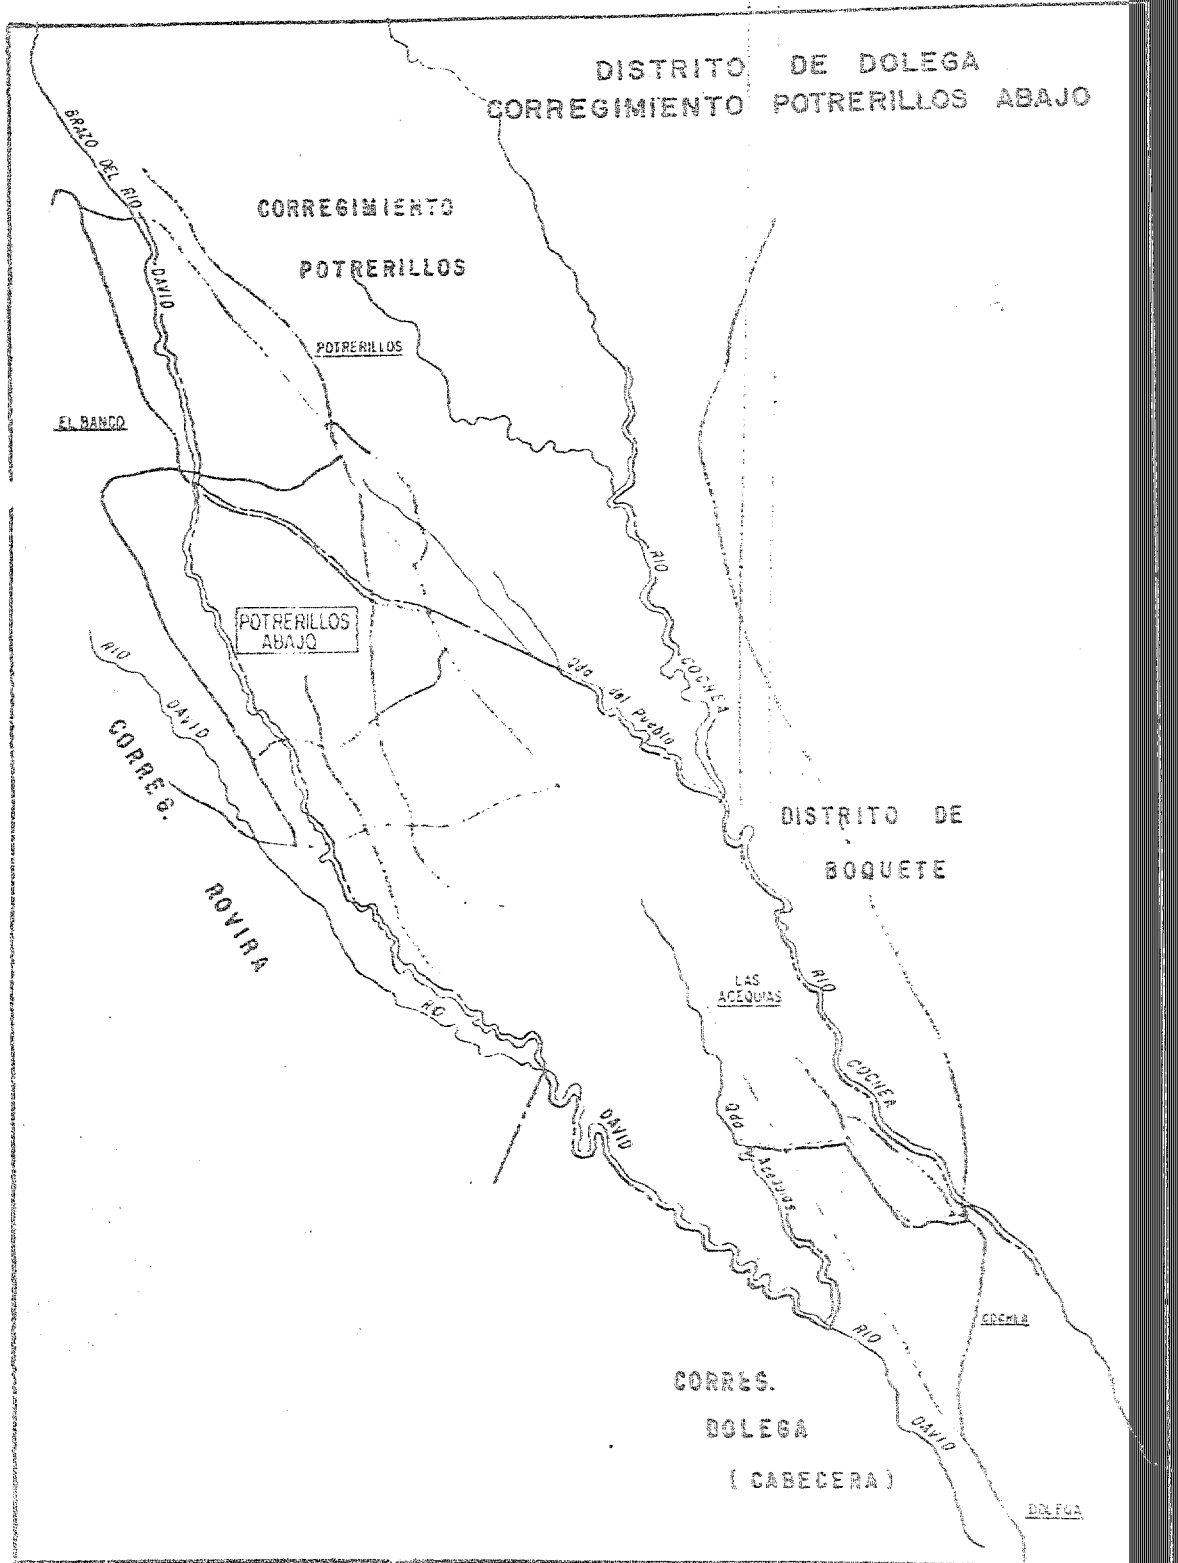 DISTRITO DE DOLEGA
CORREGIMIENTO POTRERILLOS ABAJO
BRAZO DEL RIO
DAVID
CORREGIMIENTO
POTRERILLOS
POTRERILLOS
EL BANCO
POTRERILLOS
ABAJO
RIO
COCHEA
RIO
DAVID
CORREG.
ROVIRA
Qda del Pueblo
DISTRITO DE
BOQUETE
LAS
ACEQUIAS
RIO
COCHEA
RIO
DAVID
Qda Acequias
COCHEA
RIO
DAVID
CORRES.
DOLEGA
( CABECERA )
DOLEGA